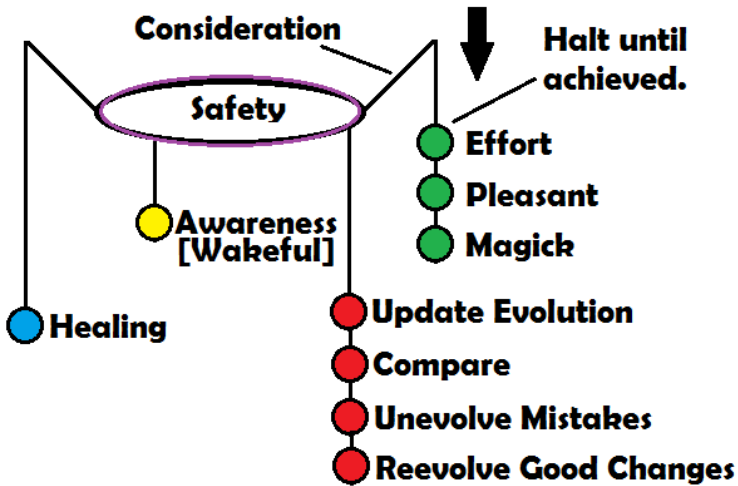 Consideration
Halt until
achieved.
Safety
Effort
Pleasant
Magick
Awareness
[Wakeful]
Healing
Update Evolution
Compare
Unevolve Mistakes
Reevolve Good Changes